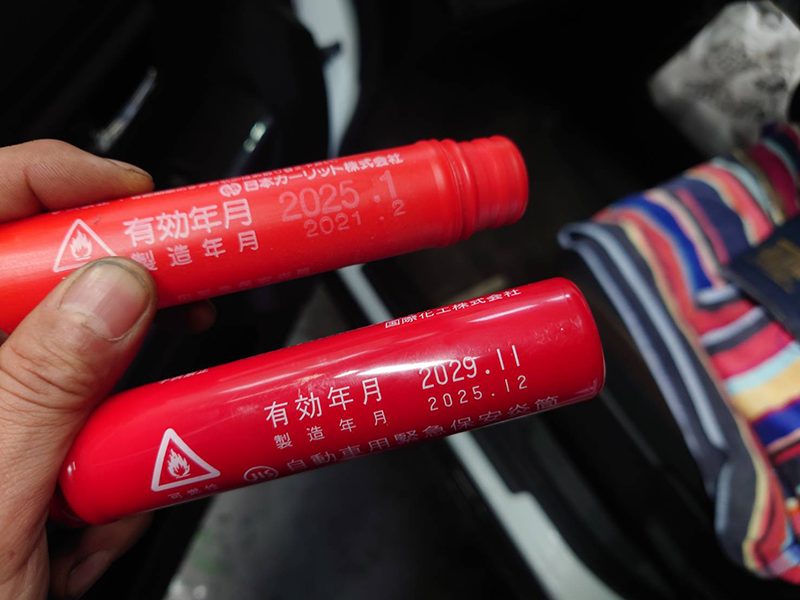 日本カーリット株式会社
有効年月 2025.1
製造年月 2021.2
国際化工株式会社
有効年月 2029.11
製造年月 2025.12
自動車用緊急保安炎筒